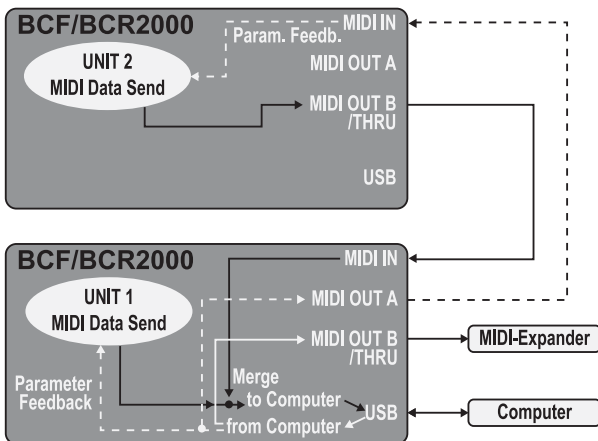 BCF/BCR2000
MIDI IN
Param. Feedb.
UNIT 2
MIDI Data Send
MIDI OUT A
MIDI OUT B
/THRU
USB
BCF/BCR2000
MIDI IN
UNIT 1
MIDI Data Send
MIDI OUT A
MIDI OUT B
/THRU
MIDI-Expander
Parameter
Feedback
Merge
to Computer
USB
Computer
from Computer